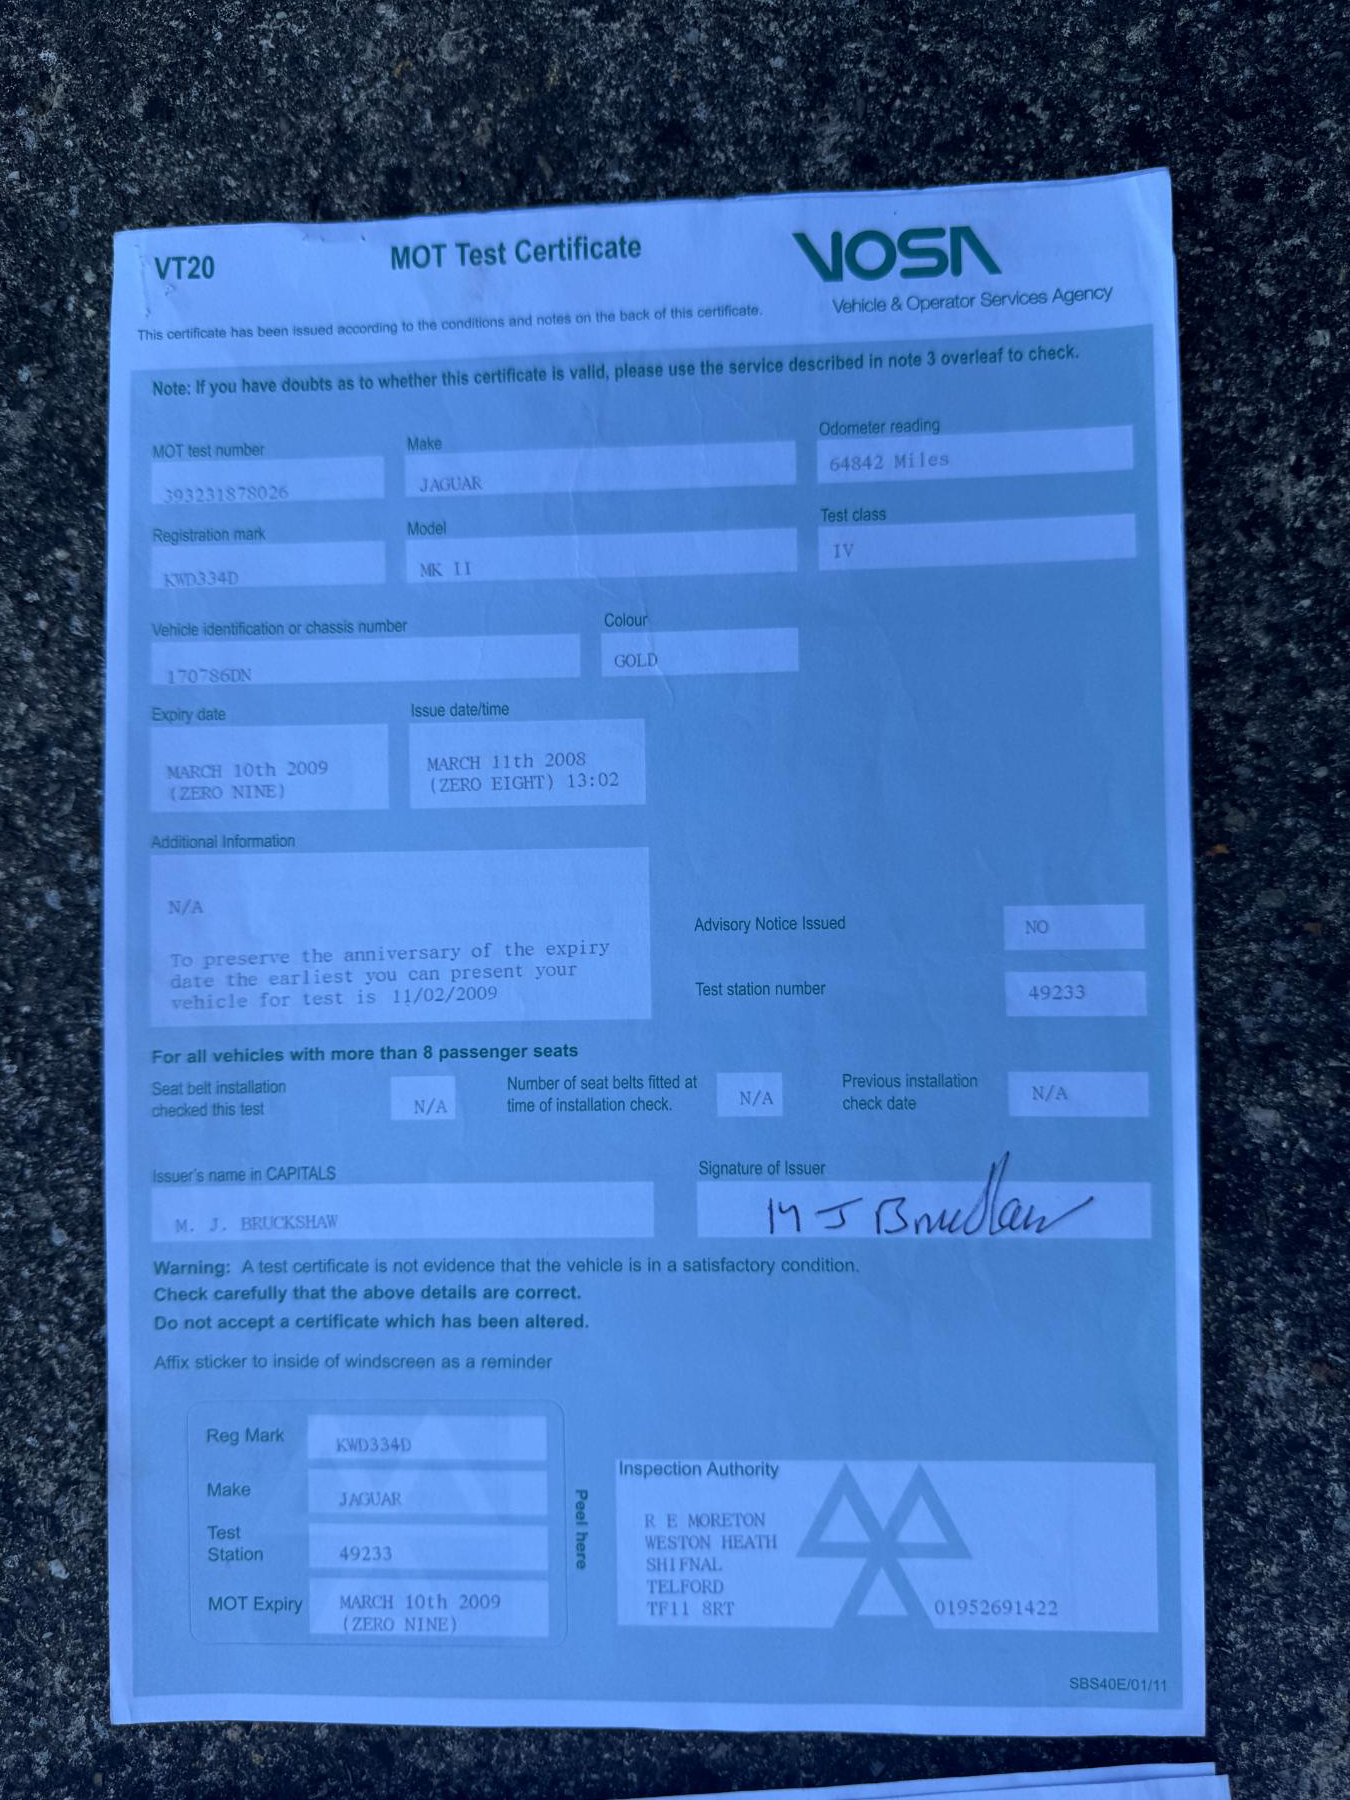 VT20
MOT Test Certificate
VOSA
Vehicle & Operator Services Agency
This certificate has been issued according to the conditions and notes on the back of this certificate.
Note: If you have doubts as to whether this certificate is valid, please use the service described in note 3 overleaf to check.
MOT test number
393231878026
Make
JAGUAR
Odometer reading
64842 Miles
Registration mark
KWD334D
Model
MK II
Test class
IV
Vehicle identification or chassis number
170786DN
Colour
GOLD
Expiry date
MARCH 10th 2009
(ZERO NINE)
Issue date/time
MARCH 11th 2008
(ZERO EIGHT) 13:02
Additional Information
N/A
To preserve the anniversary of the expiry
date the earliest you can present your
vehicle for test is 11/02/2009
Advisory Notice Issued
NO
Test station number
49233
For all vehicles with more than 8 passenger seats
Seat belt installation
checked this test
N/A
Number of seat belts fitted at
time of installation check.
N/A
Previous installation
check date
N/A
Issuer's name in CAPITALS
M. J. BRUCKSHAW
Signature of Issuer
M J Bruckshaw
Warning: A test certificate is not evidence that the vehicle is in a satisfactory condition.
Check carefully that the above details are correct.
Do not accept a certificate which has been altered.
Affix sticker to inside of windscreen as a reminder
Reg Mark
KWD334D
Make
JAGUAR
Test
Station
49233
MOT Expiry
MARCH 10th 2009
(ZERO NINE)
Peel here
Inspection Authority
R E MORETON
WESTON HEATH
SHIFNAL
TELFORD
TF11 8RT
01952691422
SBS40E/01/11